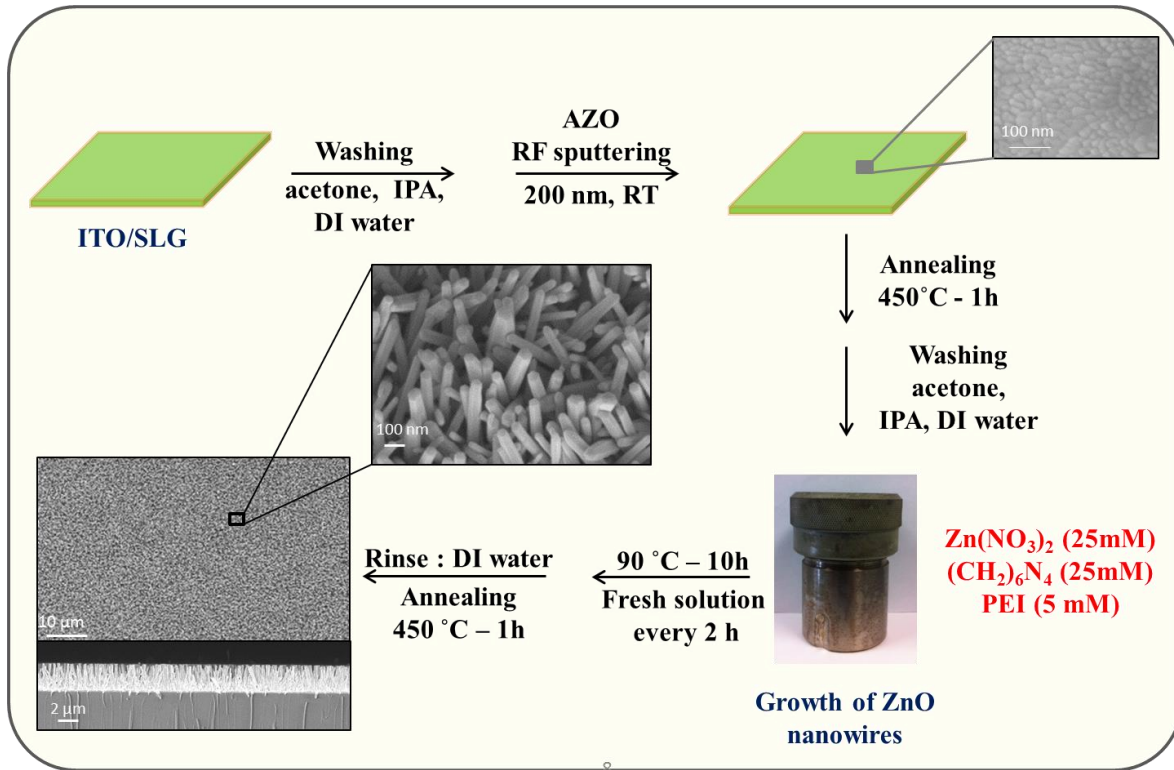 ITO/SLG
Washing
acetone, IPA,
DI water
AZO
RF sputtering
200 nm, RT
100 nm
Annealing
450˚C - 1h
Washing
acetone,
IPA, DI water
Zn(NO3)2 (25mM)
(CH2)6N4 (25mM)
PEI (5 mM)
Growth of ZnO
nanowires
90 ˚C – 10h
Fresh solution
every 2 h
Rinse : DI water
Annealing
450 ˚C – 1h
100 nm
10 µm
2 µm